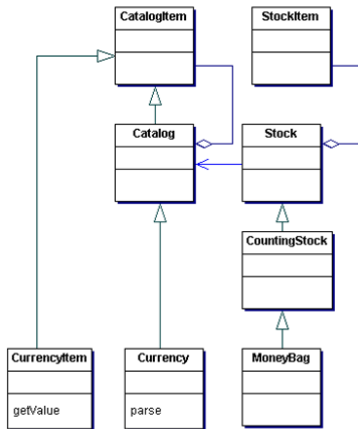 CatalogItem
StockItem
Catalog
Stock
CountingStock
CurrencyItem
getValue
Currency
parse
MoneyBag